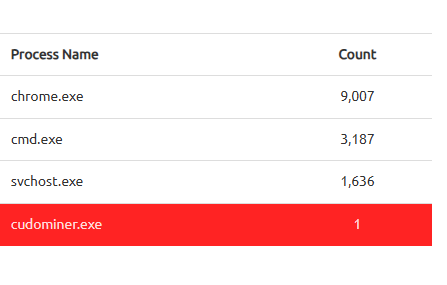 Process Name Count
chrome.exe 9,007
cmd.exe 3,187
svchost.exe 1,636
cudominer.exe 1